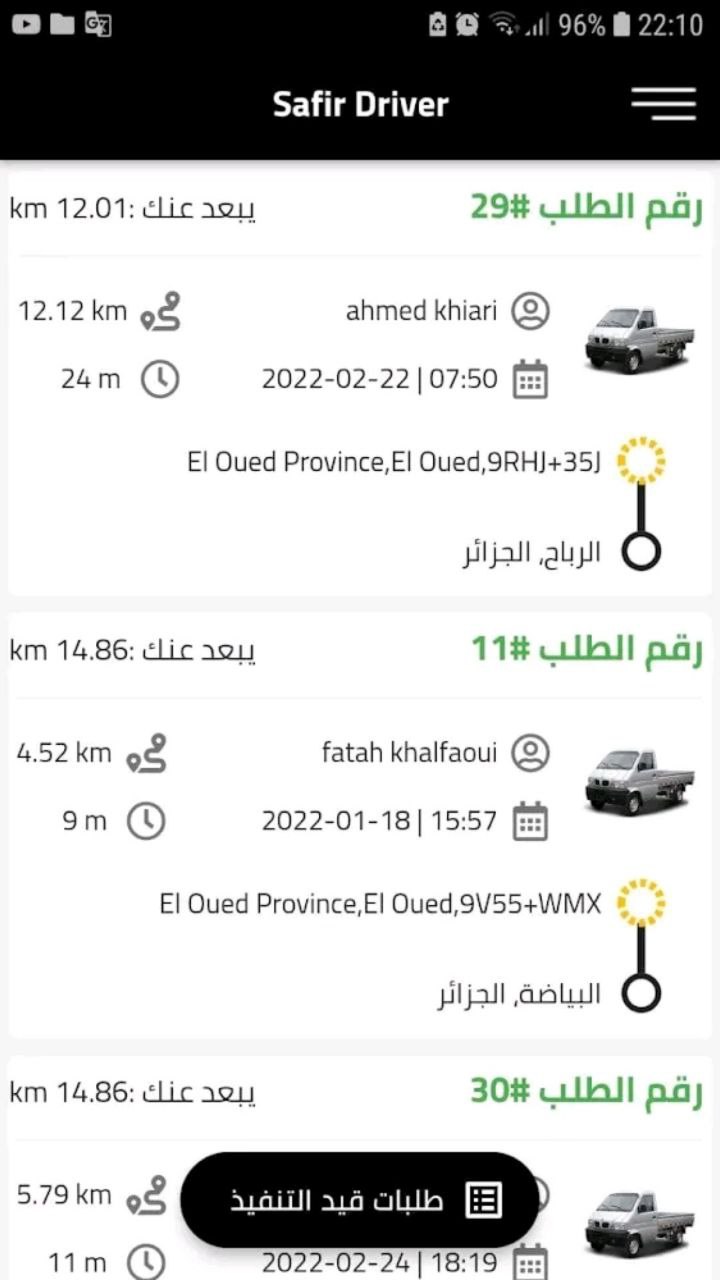 96% 22:10
Safir Driver
رقم الطلب #29
يبعد عنك :12.01 km
ahmed khiari
12.12 km
2022-02-22 | 07:50
24 m
El Oued Province,El Oued,9RHJ+35J
الرباح, الجزائر
رقم الطلب #11
يبعد عنك :14.86 km
fatah khalfaoui
4.52 km
2022-01-18 | 15:57
9 m
El Oued Province,El Oued,9V55+WMX
البياضة, الجزائر
رقم الطلب #30
يبعد عنك :14.86 km
5.79 km
طلبات قيد التنفيذ
2022-02-24 | 18:19
11 m